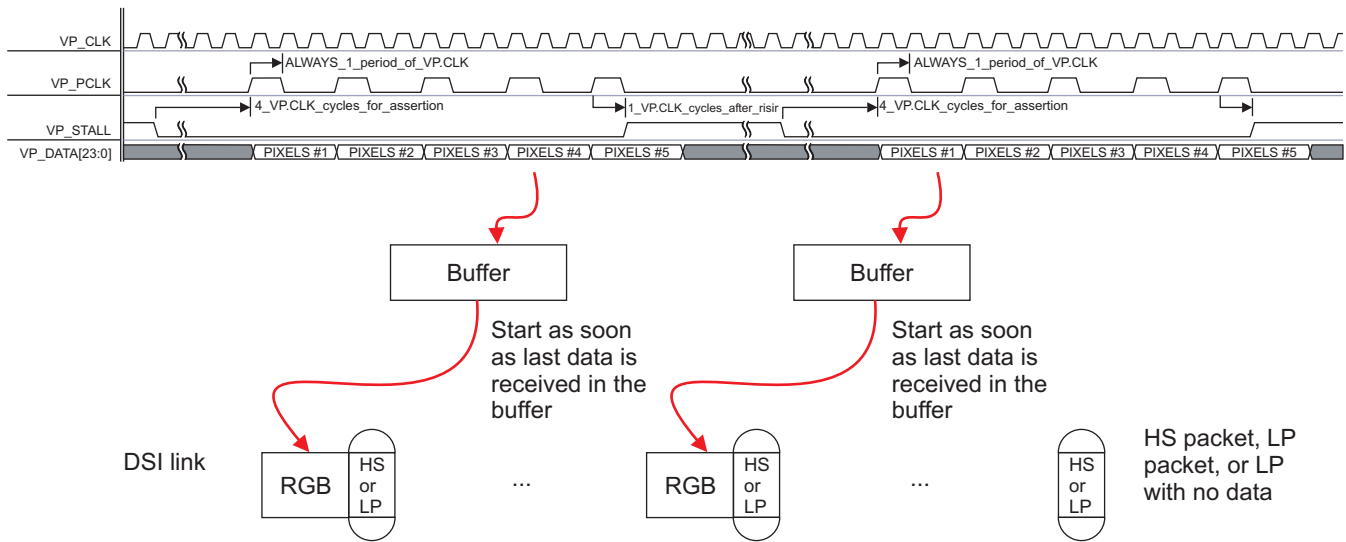 VP_CLK
ALWAYS_1_period_of_VP.CLK
ALWAYS_1_period_of_VP.CLK
VP_PCLK
4_VP.CLK_cycles_for_assertion
1_VP.CLK_cycles_after_risir
4_VP.CLK_cycles_for_assertion
VP_STALL
VP_DATA[23:0]
PIXELS #1
PIXELS #2
PIXELS #3
PIXELS #4
PIXELS #5
PIXELS #1
PIXELS #2
PIXELS #3
PIXELS #4
PIXELS #5
Buffer
Buffer
Start as soon
as last data is
received in the
buffer
Start as soon
as last data is
received in the
buffer
DSI link
RGB
HS
or
LP
...
RGB
HS
or
LP
...
HS
or
LP
HS packet, LP
packet, or LP
with no data